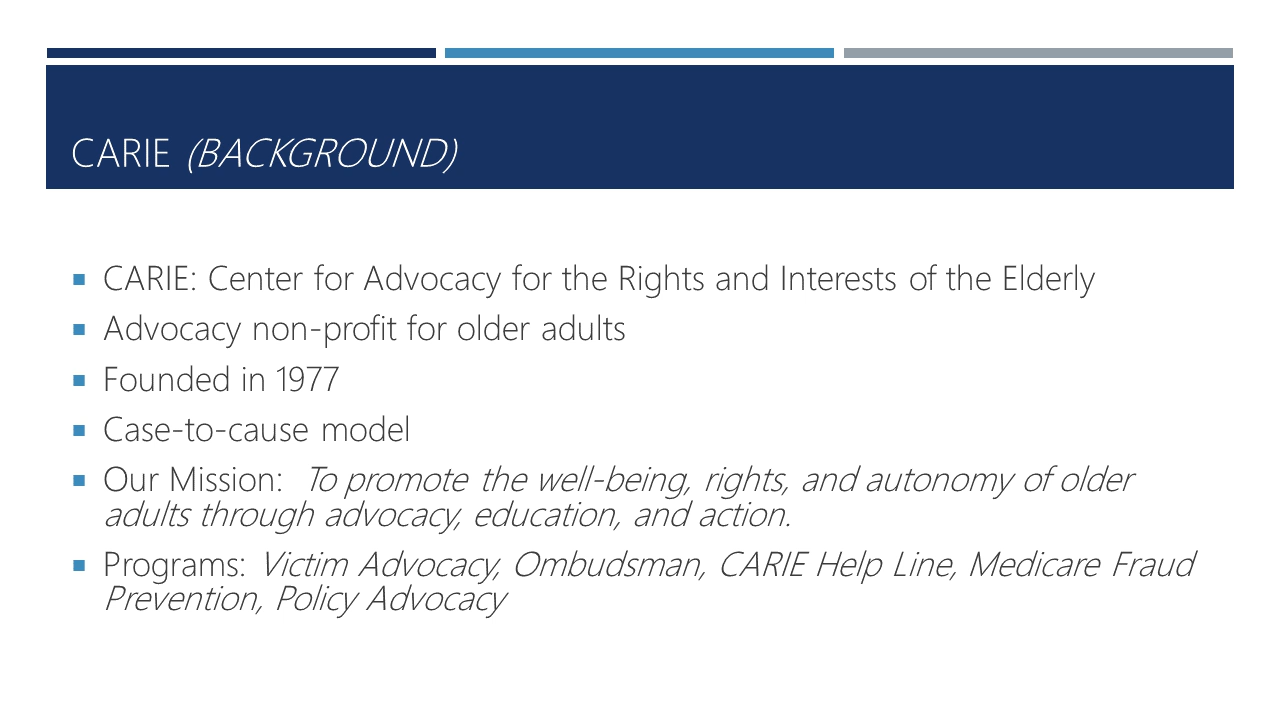 CARIE (BACKGROUND)
CARIE: Center for Advocacy for the Rights and Interests of the Elderly
Advocacy non-profit for older adults
Founded in 1977
Case-to-cause model
Our Mission: To promote the well-being, rights, and autonomy of older
adults through advocacy, education, and action.
Programs: Victim Advocacy, Ombudsman, CARIE Help Line, Medicare Fraud
Prevention, Policy Advocacy